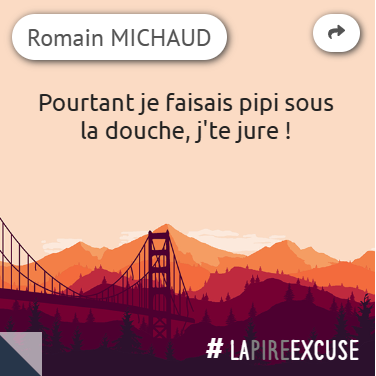 Romain MICHAUD
Pourtant je faisais pipi sous
la douche, j'te jure !
# LAPIREEXCUSE